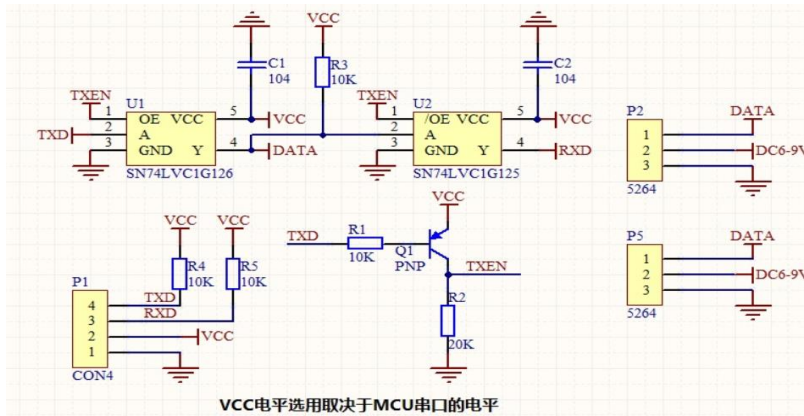 VCC
C1
104
R3
10K
C2
104
TXEN
U1
1
OE VCC
5
VCC
TXD
2
A
3
GND Y
4
DATA
SN74LVC1G126
TXEN
U2
1
/OE VCC
5
VCC
2
A
3
GND Y
4
RXD
SN74LVC1G125
P2
DATA
1
2
DC6-9V
3
5264
VCC
VCC
R4
10K
R5
10K
P1
4
TXD
3
RXD
2
VCC
1
CON4
VCC
TXD
R1
10K
Q1
PNP
TXEN
R2
20K
P5
DATA
1
2
DC6-9V
3
5264
VCC电平选用取决于MCU串口的电平